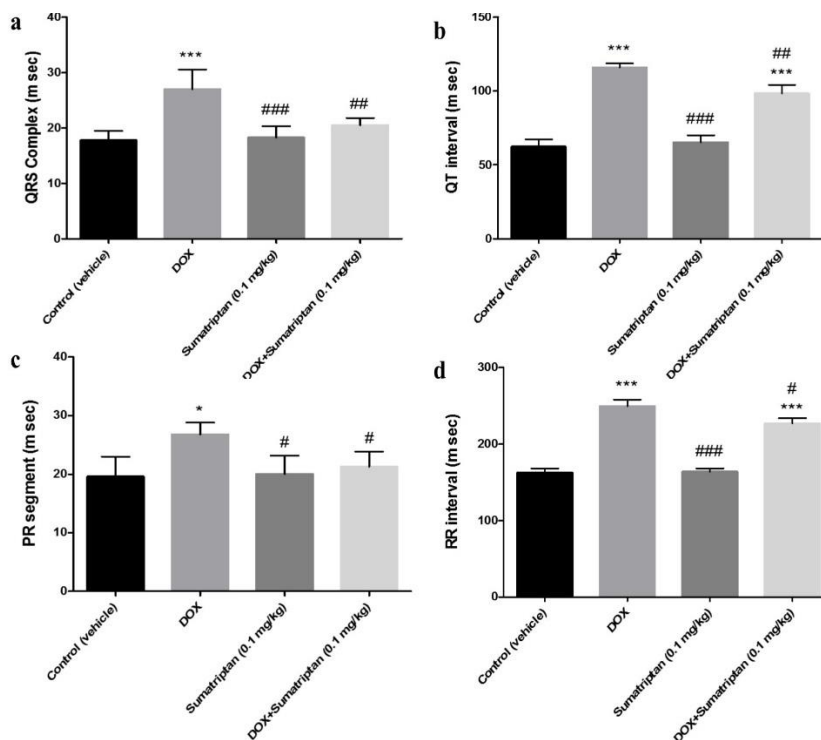 a
QRS Complex (m sec)
40
30
20
10
0
***
###
##
Control (vehicle)
DOX
Sumatriptan (0.1 mg/kg)
DOX+Sumatriptan (0.1 mg/kg)
b
QT interval (m sec)
150
100
50
0
***
###
##
***
Control (vehicle)
DOX
Sumatriptan (0.1 mg/kg)
DOX+Sumatriptan (0.1 mg/kg)
c
PR segment (m sec)
40
30
20
10
0
*
#
#
Control (vehicle)
DOX
Sumatriptan (0.1 mg/kg)
DOX+Sumatriptan (0.1 mg/kg)
d
RR interval (m sec)
300
200
100
0
***
###
#
***
Control (vehicle)
DOX
Sumatriptan (0.1 mg/kg)
DOX+Sumatriptan (0.1 mg/kg)